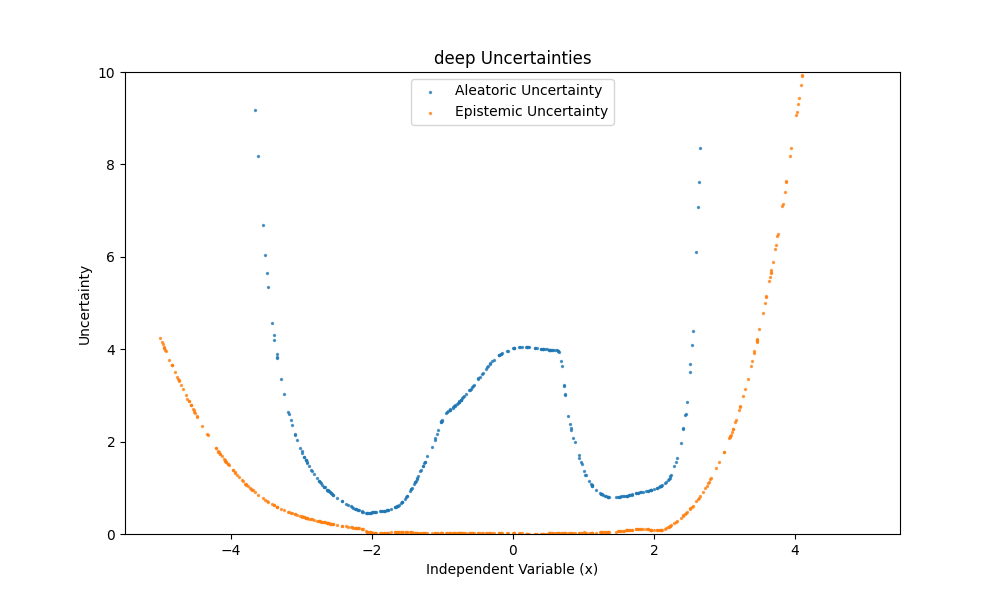 deep Uncertainties
Aleatoric Uncertainty
Epistemic Uncertainty
Uncertainty
10
8
6
4
2
0
−4
−2
0
2
4
Independent Variable (x)